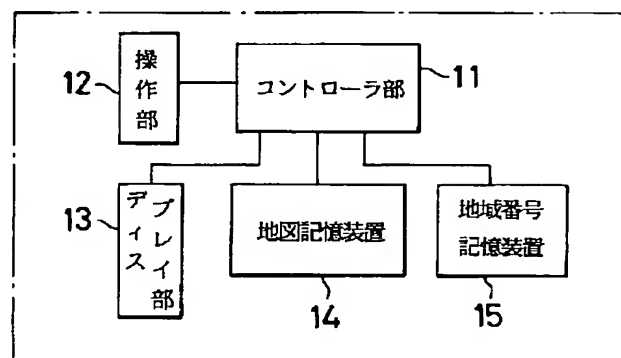 12
操作部
コントローラ部
11
13
ディスプレイ部
地図記憶装置
14
地域番号
記憶装置
15